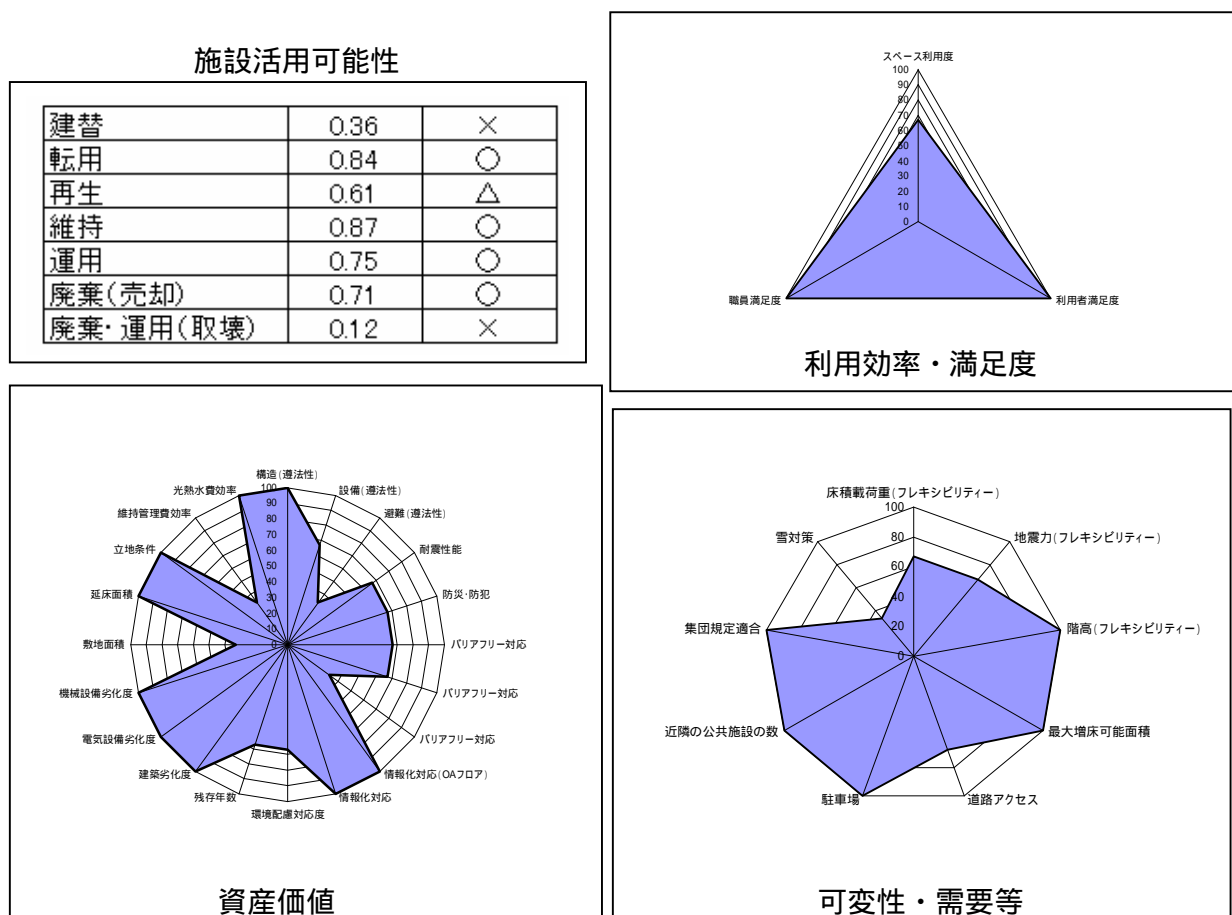 施設活用可能性
建替 0.36 ×
転用 0.84 ○
再生 0.61 △
維持 0.87 ○
運用 0.75 ○
廃棄(売却) 0.71 ○
廃棄・運用(取壊) 0.12 ×
スペース利用度
100
90
80
70
60
50
40
30
20
10
0
職員満足度
利用者満足度
利用効率・満足度
構造(遵法性)
設備(遵法性)
避難(遵法性)
耐震性能
防災・防犯
バリアフリー対応
バリアフリー対応
バリアフリー対応
情報化対応(OAフロア)
情報化対応
環境配慮対応度
残存年数
建築劣化度
電気設備劣化度
機械設備劣化度
敷地面積
延床面積
立地条件
維持管理費効率
光熱水費効率
100
90
80
70
60
50
40
30
20
10
0
資産価値
床積載荷重(フレキシビリティー)
地震力(フレキシビリティー)
階高(フレキシビリティー)
最大増床可能面積
道路アクセス
駐車場
近隣の公共施設の数
集団規定適合
雪対策
100
80
60
40
20
0
可変性・需要等